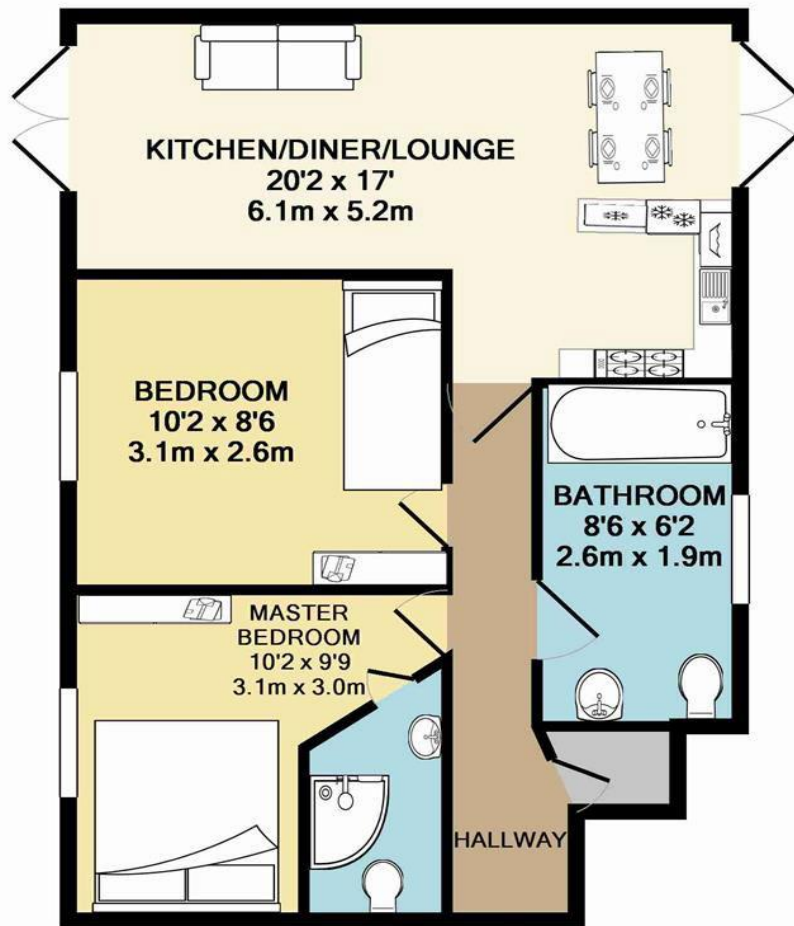 KITCHEN/DINER/LOUNGE
20'2 x 17'
6.1m x 5.2m
BEDROOM
10'2 x 8'6
3.1m x 2.6m
BATHROOM
8'6 x 6'2
2.6m x 1.9m
MASTER
BEDROOM
10'2 x 9'9
3.1m x 3.0m
HALLWAY